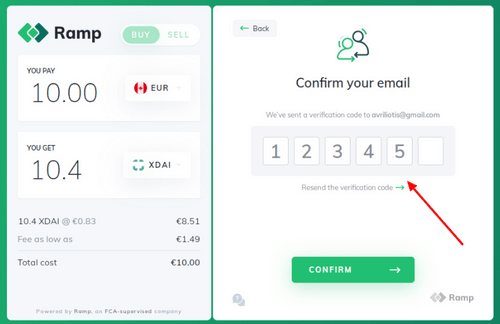 Ramp
BUY SELL
YOU PAY
10.00 EUR
YOU GET
10.4 XDAI
10.4 XDAI @ €0.83 €8.51
Fee as low as €1.49
Total cost €10.00
Powered by Ramp, an FCA-supervised company
← Back
Confirm your email
We've sent a verification code to avriliotis@gmail.com
1 2 3 4 5
Resend the verification code →
CONFIRM →
?
Ramp